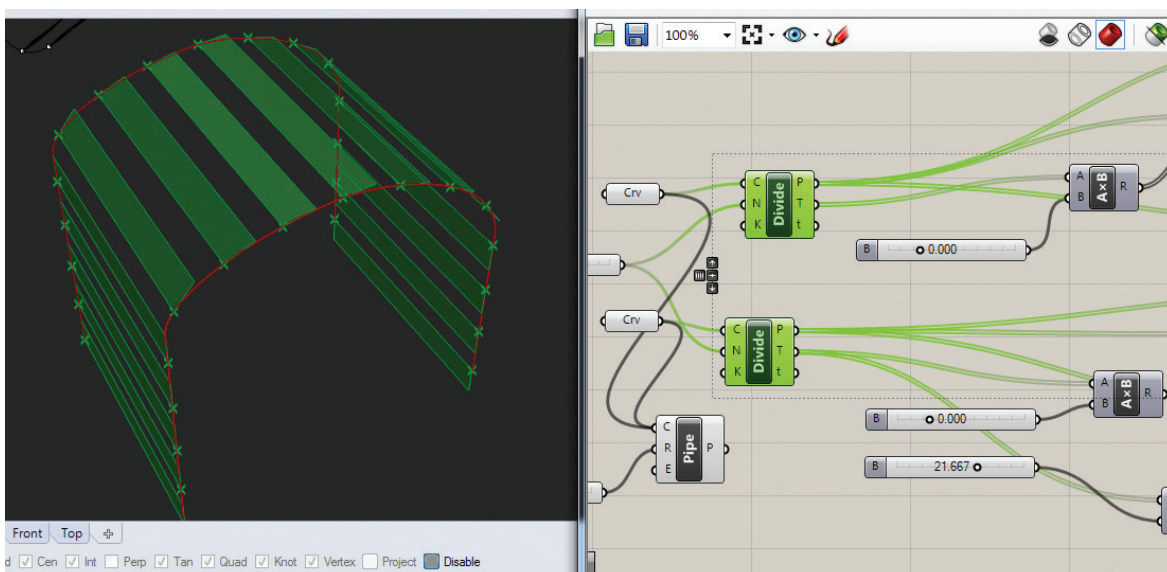 100%
Crv
C
N
K
Divide
P
T
t
A
B
A×B
R
B 0.000
Crv
C
N
K
Divide
P
T
t
A
B
A×B
R
B 0.000
C
R
E
Pipe
P
B 21.667
Front Top
d Cen Int Perp Tan Quad Knot Vertex Project Disable